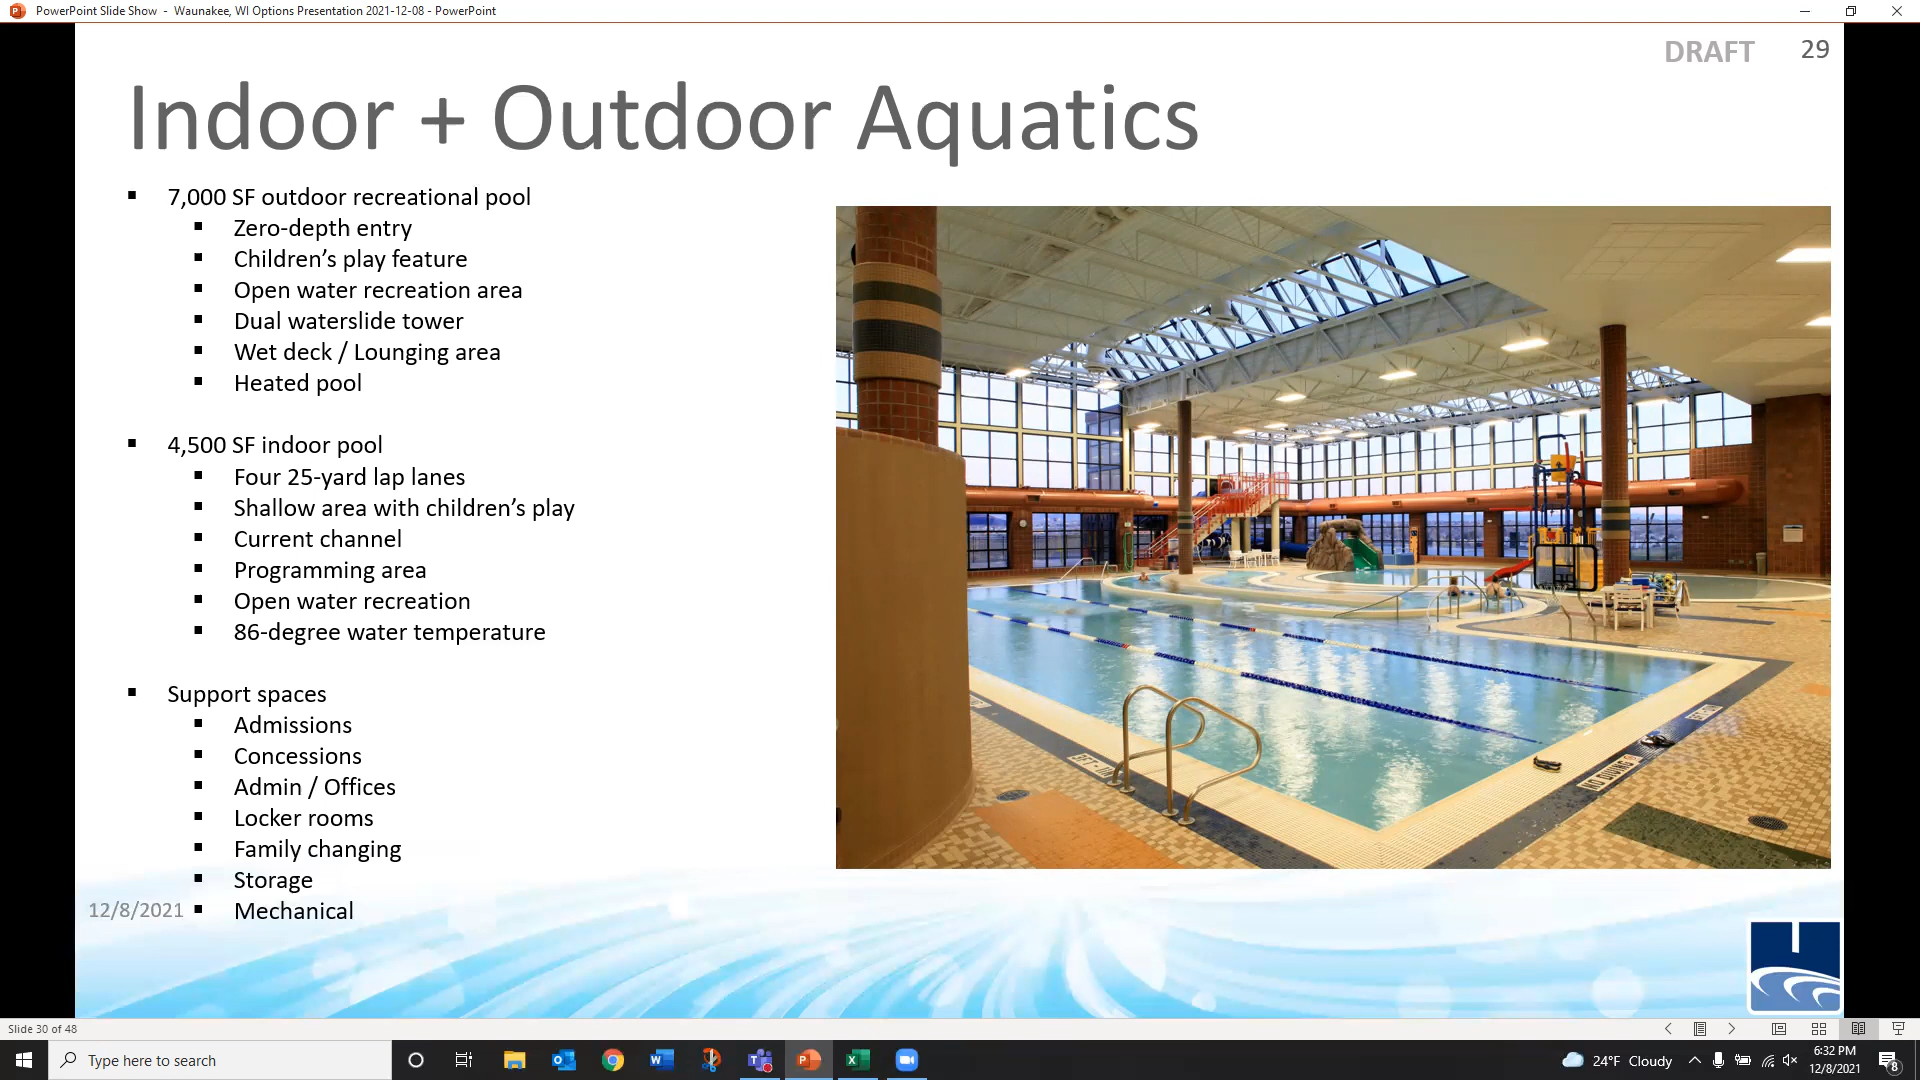 PowerPoint Slide Show - Waunakee, WI Options Presentation 2021-12-08 - PowerPoint
DRAFT 29
Indoor + Outdoor Aquatics
▪ 7,000 SF outdoor recreational pool
▪ Zero-depth entry
▪ Children’s play feature
▪ Open water recreation area
▪ Dual waterslide tower
▪ Wet deck / Lounging area
▪ Heated pool
▪ 4,500 SF indoor pool
▪ Four 25-yard lap lanes
▪ Shallow area with children’s play
▪ Current channel
▪ Programming area
▪ Open water recreation
▪ 86-degree water temperature
▪ Support spaces
▪ Admissions
▪ Concessions
▪ Admin / Offices
▪ Locker rooms
▪ Family changing
▪ Storage
▪ Mechanical
12/8/2021
NO DIVING
Slide 30 of 48
Type here to search
24°F Cloudy
6:32 PM
12/8/2021
8